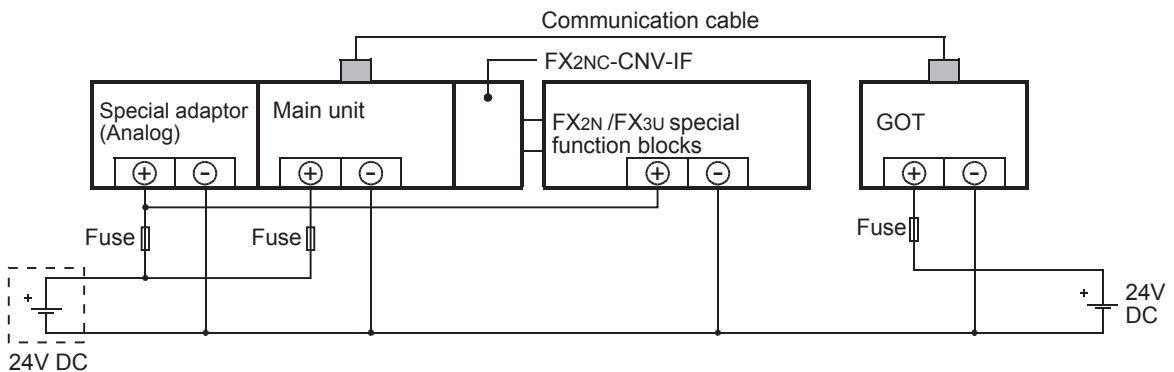 Communication cable
FX2NC-CNV-IF
Special adaptor
(Analog)
Main unit
FX2N /FX3U special
function blocks
GOT
+ - + - + - + -
Fuse
Fuse
Fuse
+
24V DC
+
24V
DC